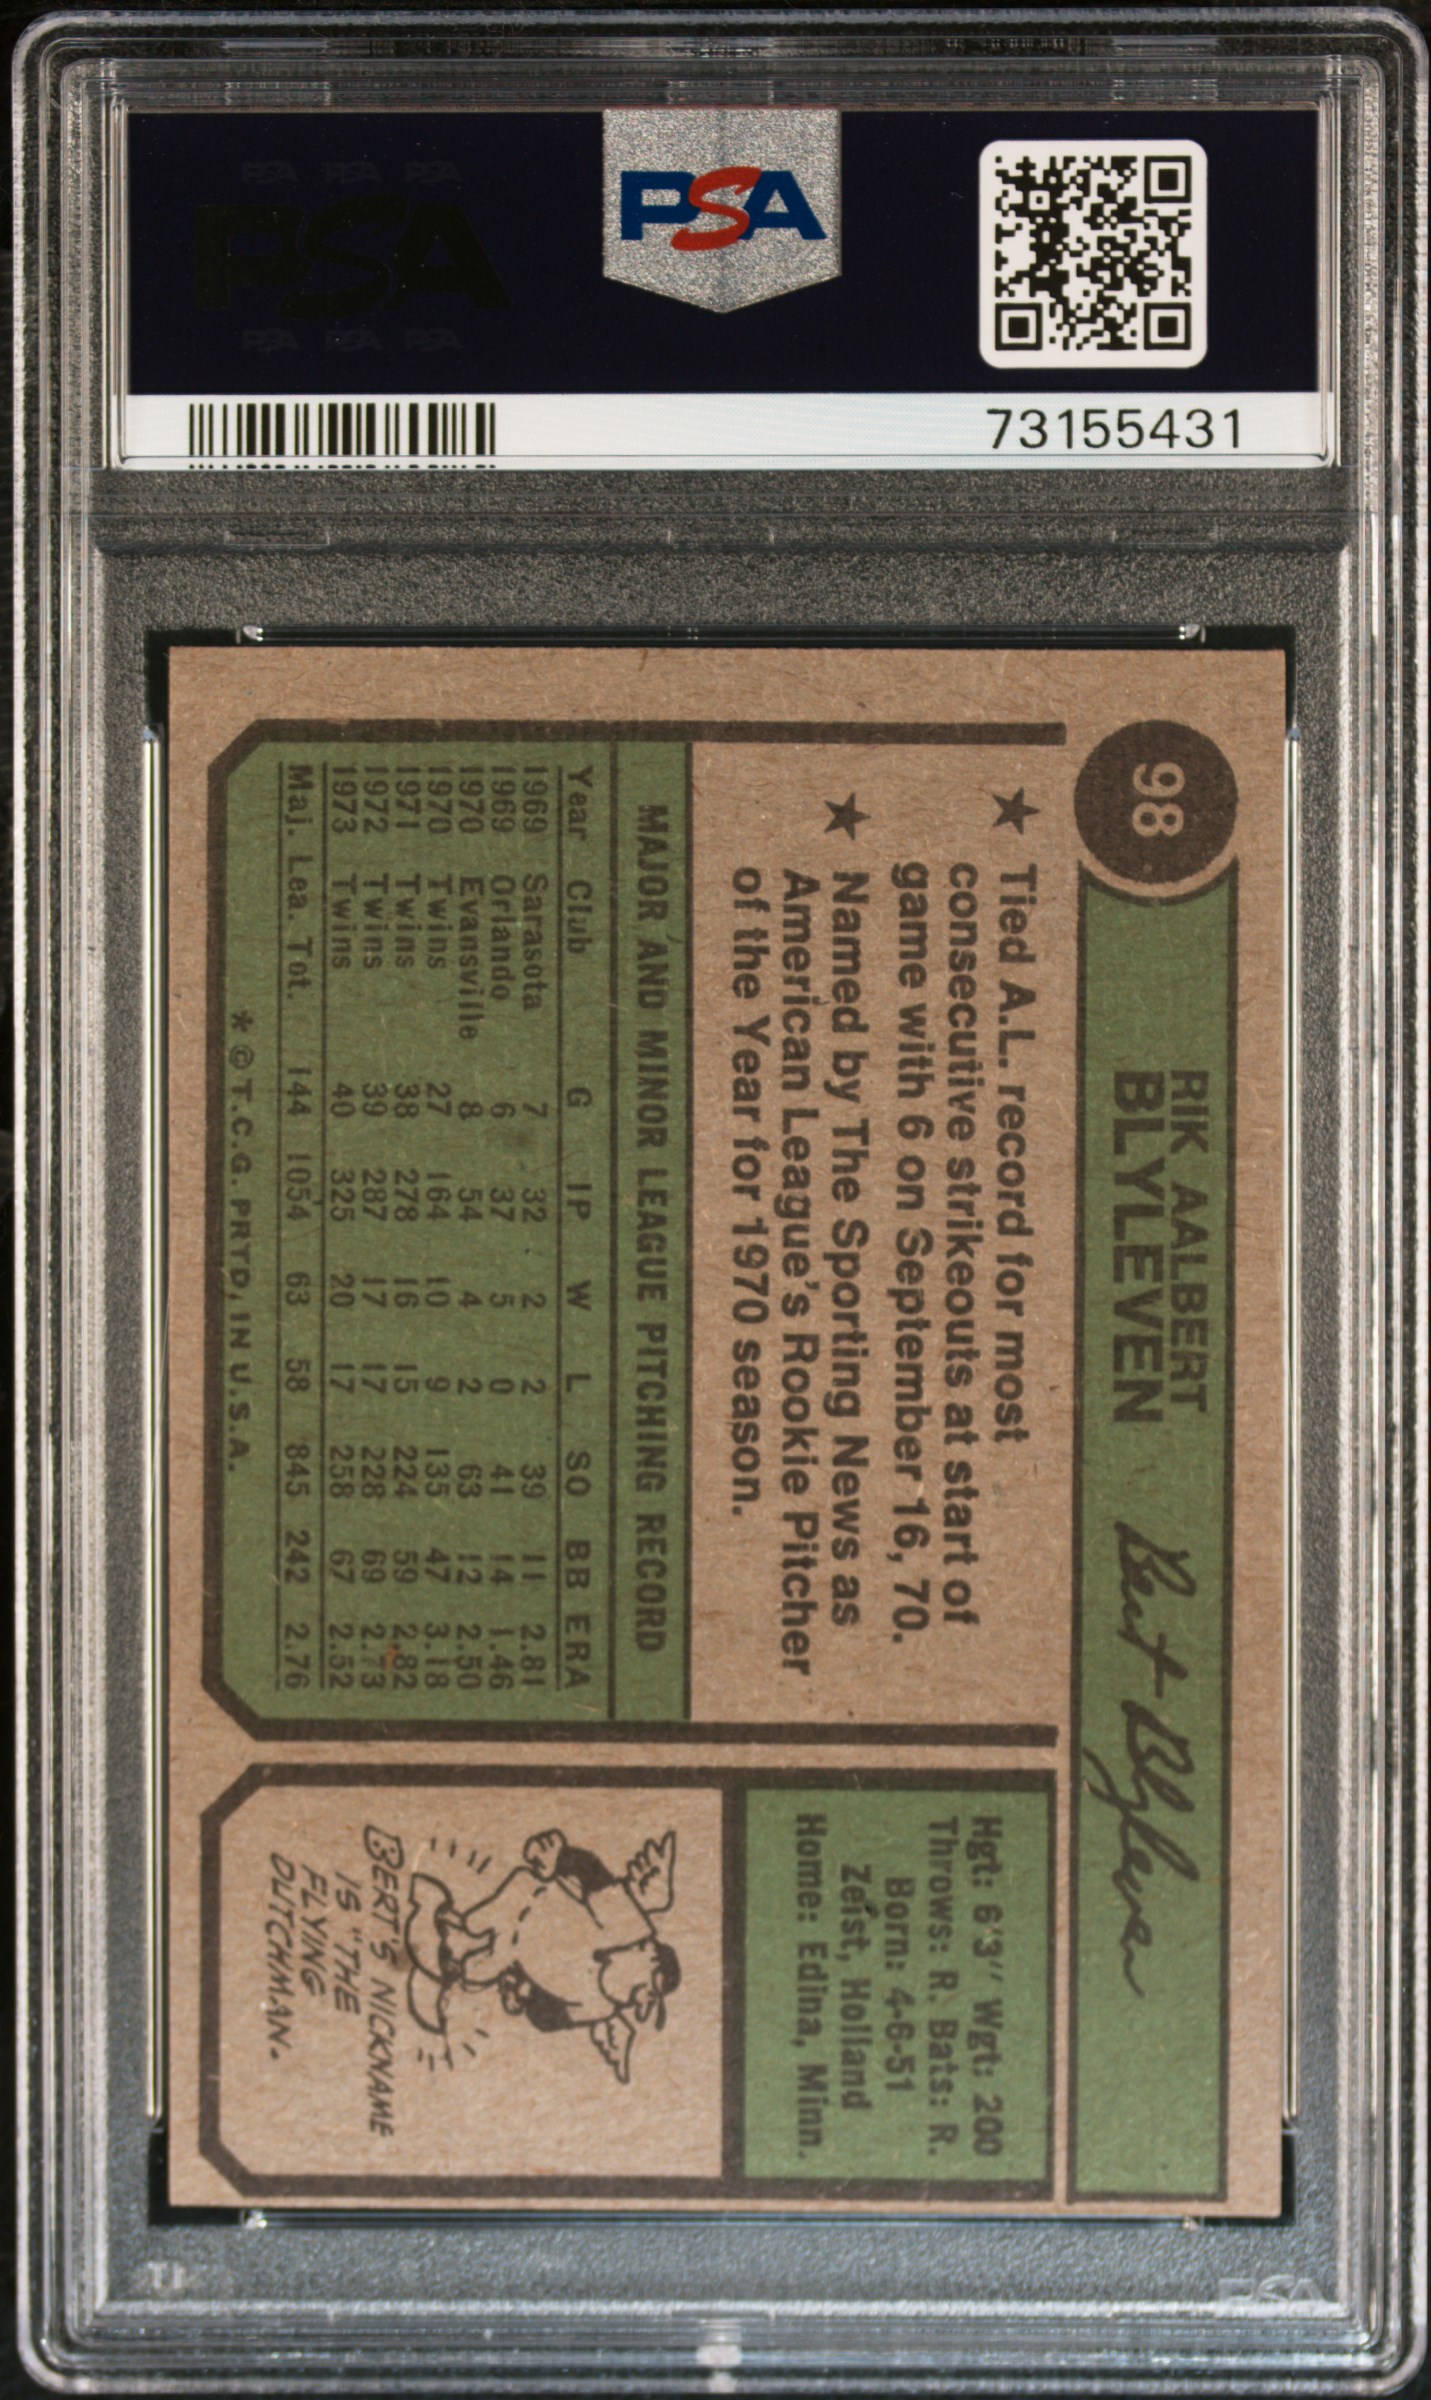 PSA PSA PSA
PSA
PSA PSA PSA
PSA
73155431
98
RIK AALBERT
BLYLEVEN
Bert Blyleven
★ Tied A.L. record for most
consecutive strikeouts at start of
game with 6 on September 16, 70.
★ Named by The Sporting News as
American League's Rookie Pitcher
of the Year for 1970 season.
MAJOR AND MINOR LEAGUE PITCHING RECORD
Year Club G IP W L SO BB ERA
1969 Sarasota 7 32 2 2 39 11 2.81
1969 Orlando 6 37 5 0 41 14 1.46
1970 Evansville 8 54 4 2 63 12 2.50
1970 Twins 27 164 10 9 135 47 3.18
1971 Twins 38 278 16 15 224 59 2.82
1972 Twins 39 287 17 17 228 69 2.73
1973 Twins 40 325 20 17 258 67 2.52
Maj. Lea. Tot. 144 1054 63 58 845 242 2.76
* © T.C.G. PRTD, IN U.S.A.
Hgt: 6'3" Wgt: 200
Throws: R. Bats: R.
Born: 4-6-51
Zeist, Holland
Home: Edina, Minn.
BERT'S NICKNAME
IS "THE
FLYING
DUTCHMAN.
PSA